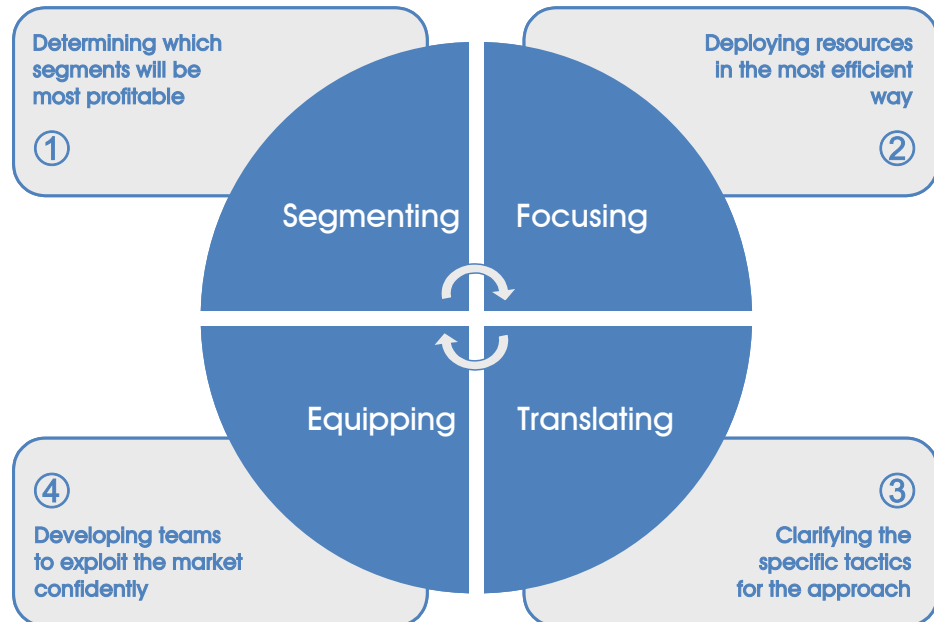 Determining which
segments will be
most profitable
①
Deploying resources
in the most efficient
way
②
Segmenting
Focusing
Equipping
Translating
④
Developing teams
to exploit the market
confidently
③
Clarifying the
specific tactics
for the approach